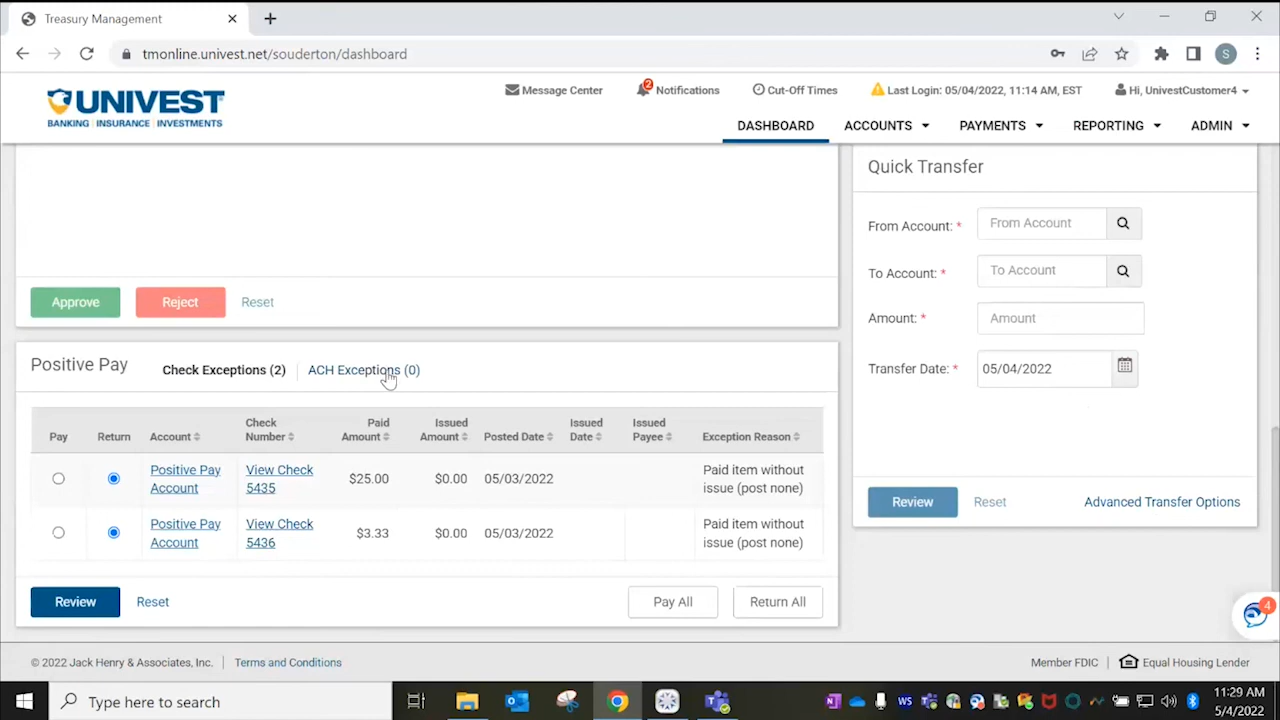 Treasury Management
tmonline.univest.net/souderton/dashboard
S
UNIVEST
BANKING | INSURANCE | INVESTMENTS
Message Center
2
Notifications
Cut-Off Times
Last Login: 05/04/2022, 11:14 AM, EST
Hi, UnivestCustomer4
DASHBOARD
ACCOUNTS
PAYMENTS
REPORTING
ADMIN
Approve
Reject
Reset
Positive Pay
Check Exceptions (2)
ACH Exceptions (0)
Pay
Return
Account
Check
Number
Paid
Amount
Issued
Amount
Posted Date
Issued
Date
Issued
Payee
Exception Reason
Positive Pay
Account
View Check
5435
$25.00
$0.00
05/03/2022
Paid item without
issue (post none)
Positive Pay
Account
View Check
5436
$3.33
$0.00
05/03/2022
Paid item without
issue (post none)
Review
Reset
Pay All
Return All
Quick Transfer
From Account: *
From Account
To Account: *
To Account
Amount: *
Amount
Transfer Date: *
05/04/2022
Review
Reset
Advanced Transfer Options
4
© 2022 Jack Henry & Associates, Inc.
Terms and Conditions
Member FDIC
Equal Housing Lender
Type here to search
WS
11:29 AM
5/4/2022